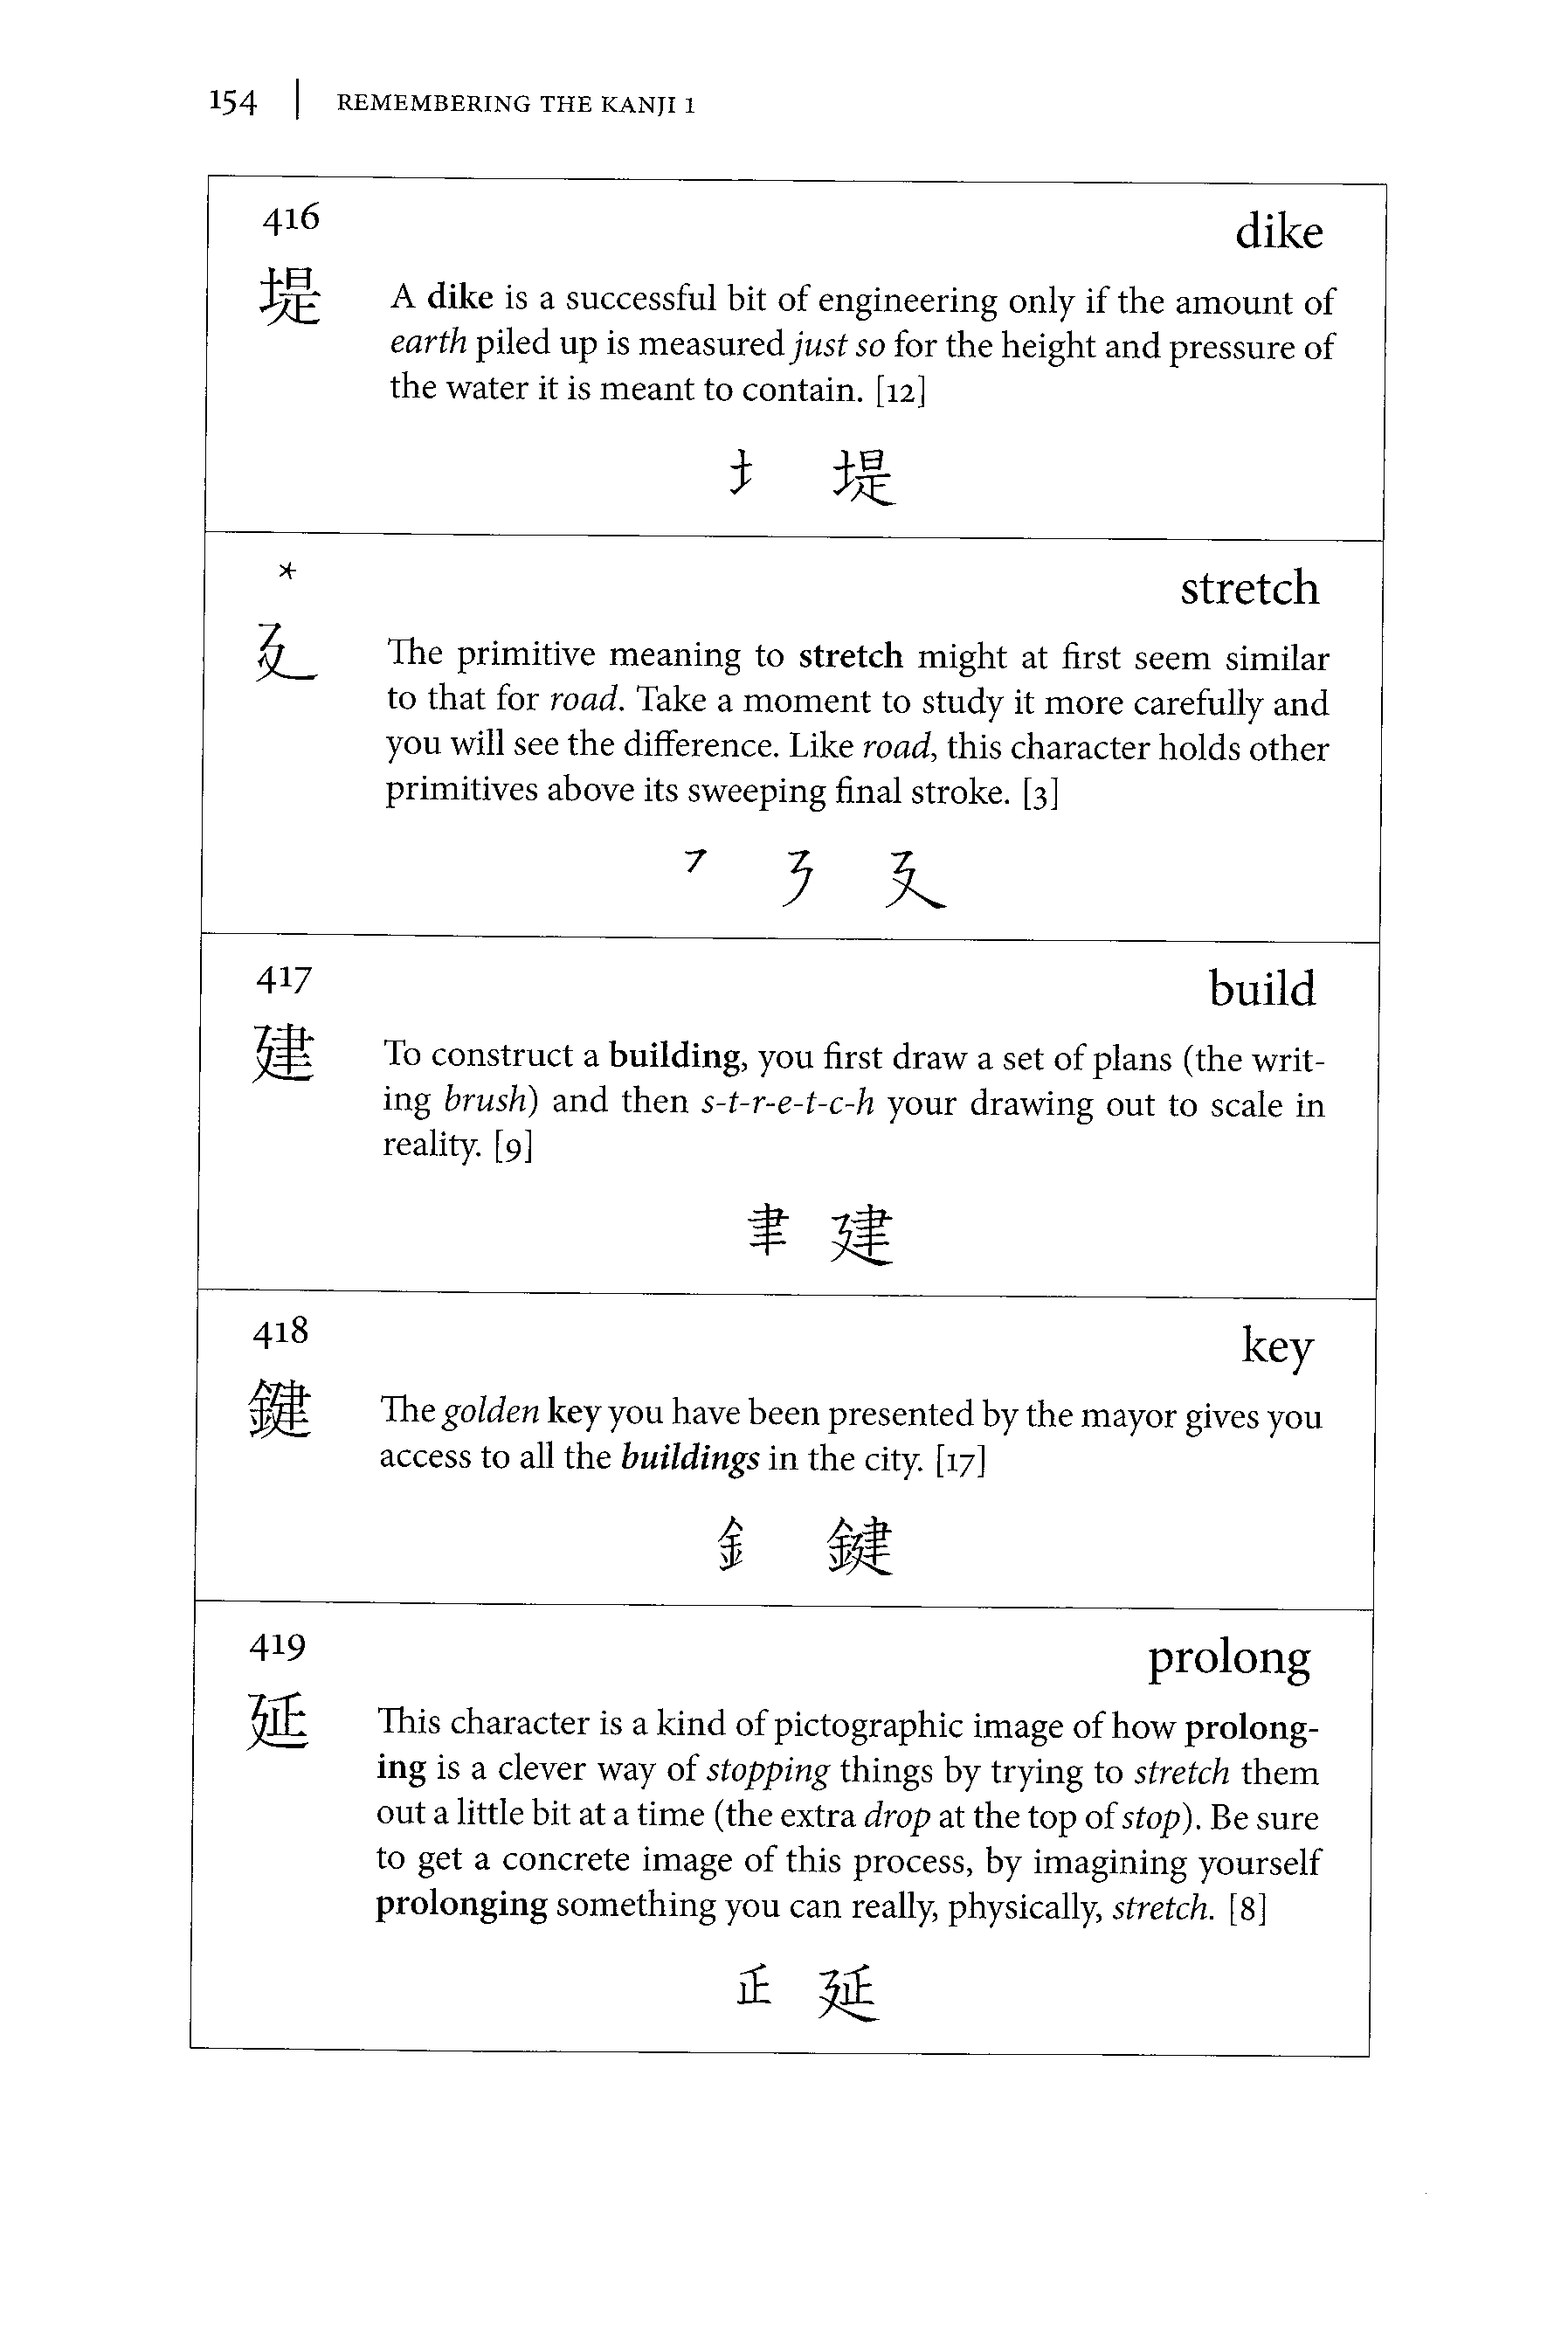 154 | REMEMBERING THE KANJI 1
416
dike
堤
A dike is a successful bit of engineering only if the amount of
earth piled up is measured just so for the height and pressure of
the water it is meant to contain. [12]
土 堤
*
stretch
廴
The primitive meaning to stretch might at first seem similar
to that for road. Take a moment to study it more carefully and
you will see the difference. Like road, this character holds other
primitives above its sweeping final stroke. [3]
㇇ 廴
417
build
建
To construct a building, you first draw a set of plans (the writ-
ing brush) and then s-t-r-e-t-c-h your drawing out to scale in
reality. [9]
聿 建
418
key
鍵
The golden key you have been presented by the mayor gives you
access to all the buildings in the city. [17]
釒 鍵
419
prolong
延
This character is a kind of pictographic image of how prolong-
ing is a clever way of stopping things by trying to stretch them
out a little bit at a time (the extra drop at the top of stop). Be sure
to get a concrete image of this process, by imagining yourself
prolonging something you can really, physically, stretch. [8]
延